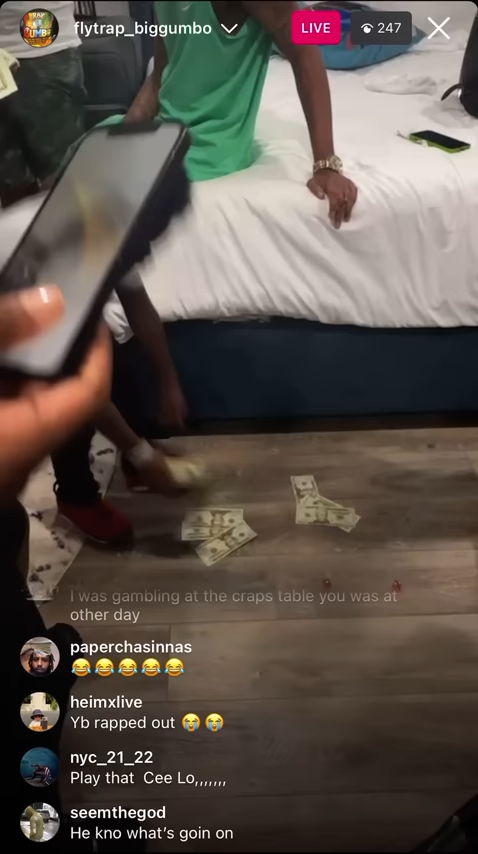 flytrap_biggumbo
LIVE
247
I was gambling at the craps table you was at
other day
paperchasinnas
😂😂😂😂😂
heimxlive
Yb rapped out 😭😭
nyc_21_22
Play that Cee Lo,,,,,,,
seemthegod
He kno what's goin on